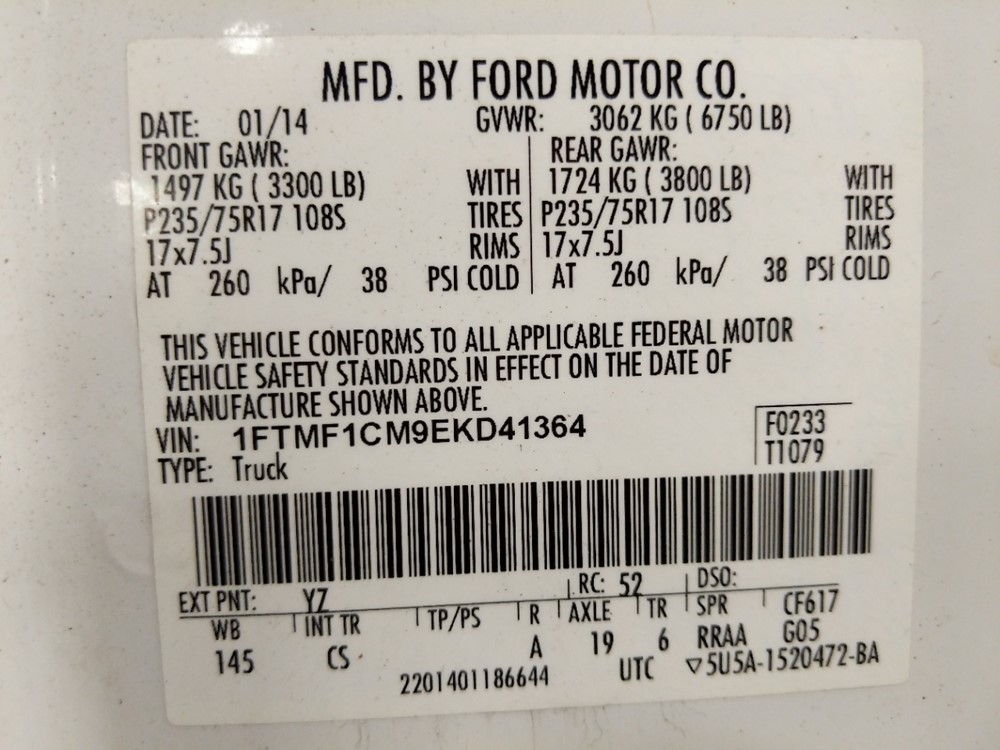 MFD. BY FORD MOTOR CO.
DATE: 01/14 GVWR: 3062 KG ( 6750 LB)
FRONT GAWR: REAR GAWR:
1497 KG ( 3300 LB) WITH 1724 KG ( 3800 LB) WITH
P235/75R17 108S TIRES P235/75R17 108S TIRES
17x7.5J RIMS 17x7.5J RIMS
AT 260 kPa/ 38 PSI COLD AT 260 kPa/ 38 PSI COLD
THIS VEHICLE CONFORMS TO ALL APPLICABLE FEDERAL MOTOR
VEHICLE SAFETY STANDARDS IN EFFECT ON THE DATE OF
MANUFACTURE SHOWN ABOVE.
VIN: 1FTMF1CM9EKD41364 F0233
TYPE: Truck T1079
EXT PNT: YZ RC: 52 DSO:
WB INT TR TP/PS R AXLE TR SPR CF617
145 CS A 19 6 RRAA G05
2201401186644 UTC ▽5U5A-1520472-BA